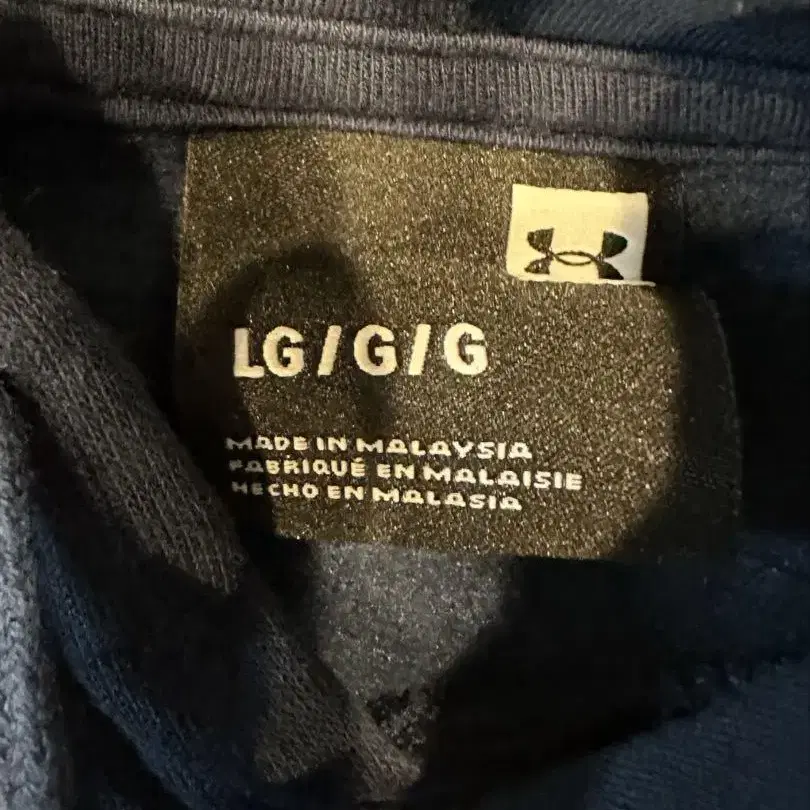 LG/G/G
MADE IN MALAYSIA
FABRIQUÉ EN MALAISIE
HECHO EN MALASIA